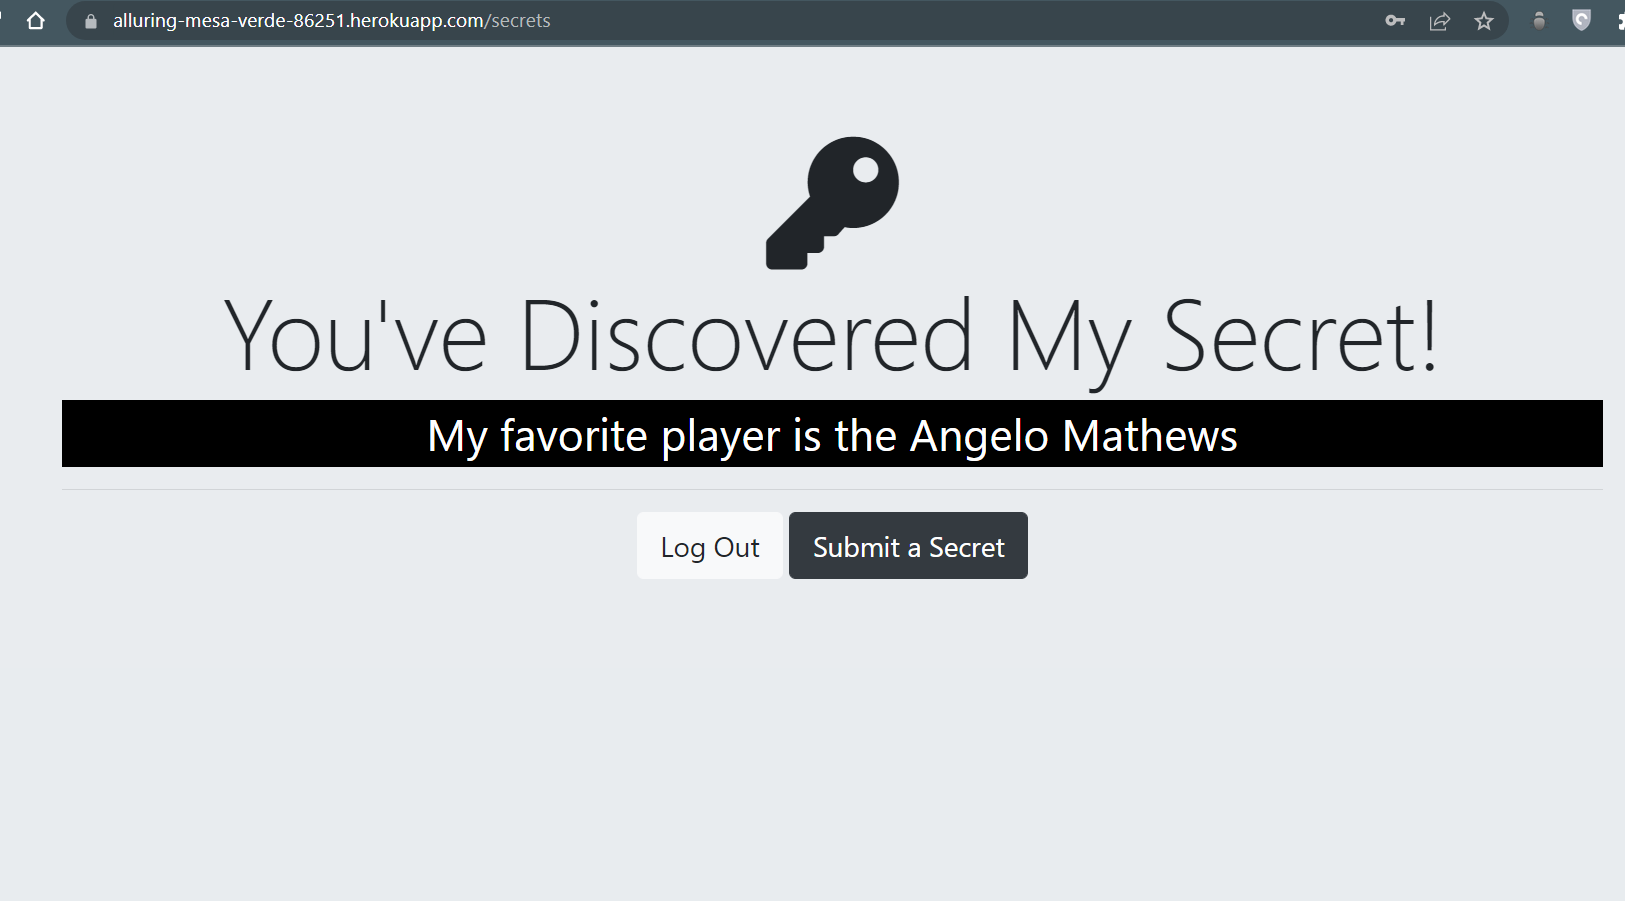 alluring-mesa-verde-86251.herokuapp.com/secrets
You've Discovered My Secret!
My favorite player is the Angelo Mathews
Log Out Submit a Secret